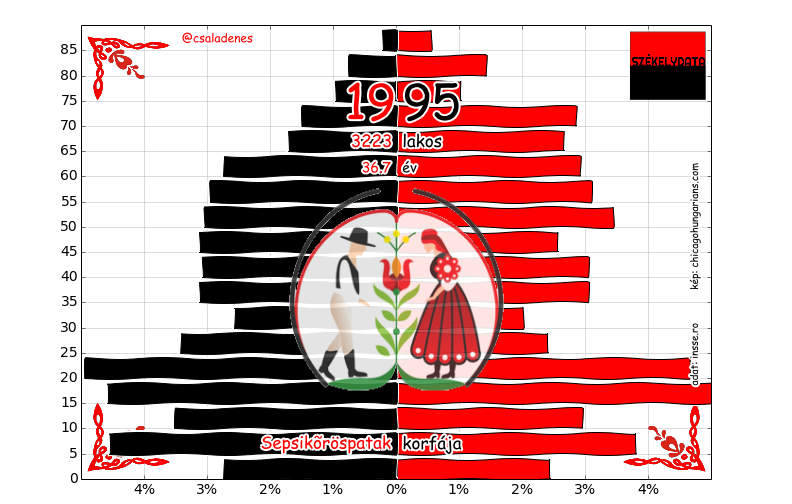 @csaladenes
SZÉKELYDATA
1995
3223 lakos
36.7 év
kép: chicagohungarians.com
adat: insse.ro
Sepsikőröspatak korfája
85
80
75
70
65
60
55
50
45
40
35
30
25
20
15
10
5
0
4% 3% 2% 1% 0% 1% 2% 3% 4%